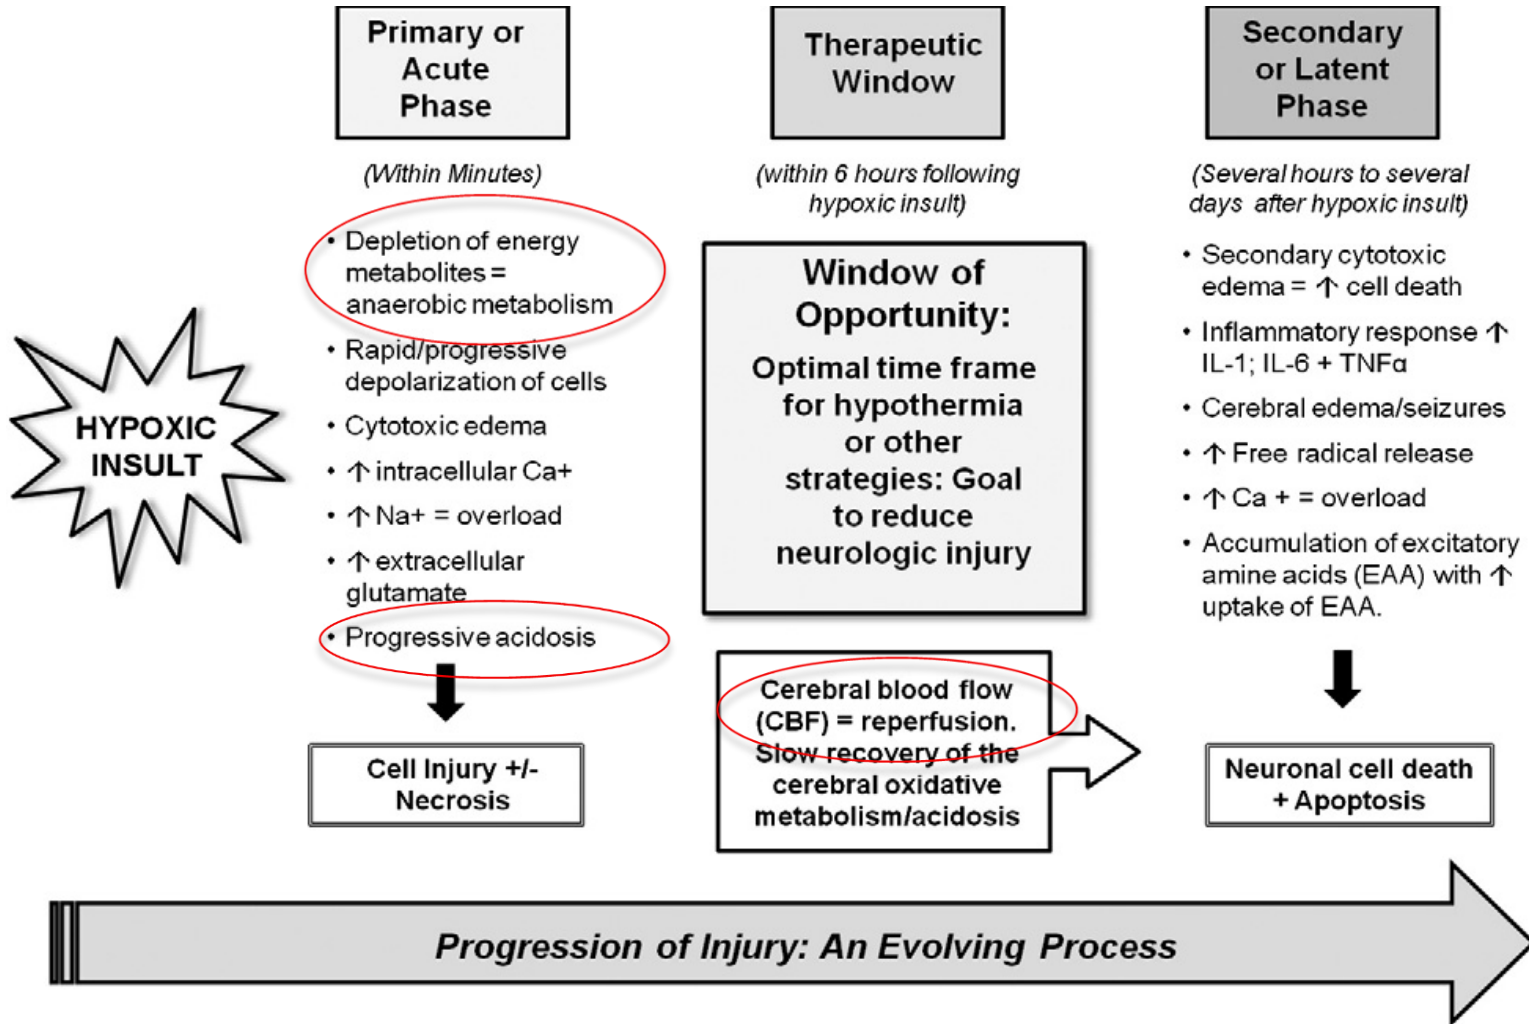 HYPOXIC
INSULT
Primary or
Acute
Phase
(Within Minutes)
• Depletion of energy
metabolites =
anaerobic metabolism
• Rapid/progressive
depolarization of cells
• Cytotoxic edema
• ↑ intracellular Ca+
• ↑ Na+ = overload
• ↑ extracellular
glutamate
• Progressive acidosis
Cell Injury +/-
Necrosis
Therapeutic
Window
(within 6 hours following
hypoxic insult)
Window of
Opportunity:
Optimal time frame
for hypothermia
or other
strategies: Goal
to reduce
neurologic injury
Cerebral blood flow
(CBF) = reperfusion.
Slow recovery of the
cerebral oxidative
metabolism/acidosis
Secondary
or Latent
Phase
(Several hours to several
days after hypoxic insult)
• Secondary cytotoxic
edema = ↑ cell death
• Inflammatory response ↑
IL-1; IL-6 + TNFα
• Cerebral edema/seizures
• ↑ Free radical release
• ↑ Ca + = overload
• Accumulation of excitatory
amine acids (EAA) with ↑
uptake of EAA.
Neuronal cell death
+ Apoptosis
Progression of Injury: An Evolving Process